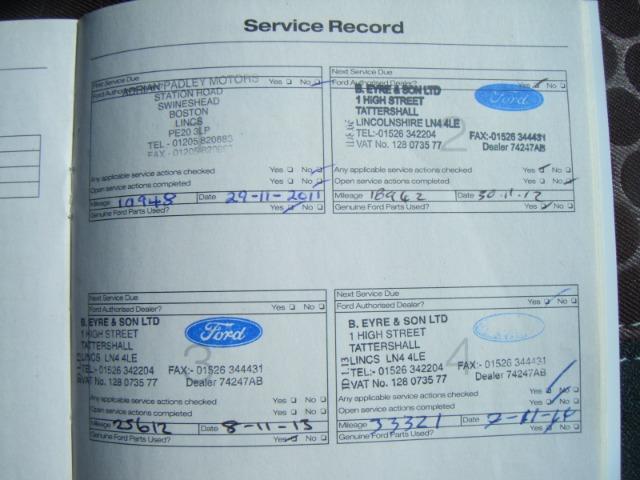 Service Record
First Service Due
Ford Authorised Dealer? Yes No
ADRIAN PADLEY MOTORS
STATION ROAD
SWINESHEAD
BOSTON
LINCS
PE20 3LP
TEL - 01205 820683
Any applicable service actions checked Yes No
Open service actions completed Yes No
Mileage 10948 Date 29-11-2011
Genuine Ford Parts Used? Yes No
Next Service Due
Ford Authorised Dealer? Yes No
B. EYRE & SON LTD
1 HIGH STREET
TATTERSHALL
LINCOLNSHIRE LN4 4LE
TEL:-01526 342204 FAX:-01526 344431
VAT No. 128 0735 77 Dealer 74247AB
Ford
2
Any applicable service actions checked Yes No
Open service actions completed Yes No
Mileage 18942 Date 30.11.12
Genuine Ford Parts Used? Yes No
Next Service Due
Ford Authorised Dealer? Yes No
B. EYRE & SON LTD
1 HIGH STREET
TATTERSHALL
LINCS LN4 4LE
TEL:- 01526 342204 FAX:- 01526 344431
VAT No. 128 0735 77 Dealer 74247AB
Ford
3
Any applicable service actions checked Yes No
Open service actions completed Yes No
Mileage 25612 Date 8-11-13
Genuine Ford Parts Used? Yes No
Next Service Due
Ford Authorised Dealer? Yes No
B. EYRE & SON LTD
1 HIGH STREET
TATTERSHALL
LINCS LN4 4LE
TEL:- 01526 342204 FAX:- 01526 344431
VAT No. 128 0735 77 Dealer 74247AB
4
Any applicable service actions checked Yes No
Open service actions completed Yes No
Mileage 33321 Date 7-11-14
Genuine Ford Parts Used? Yes No